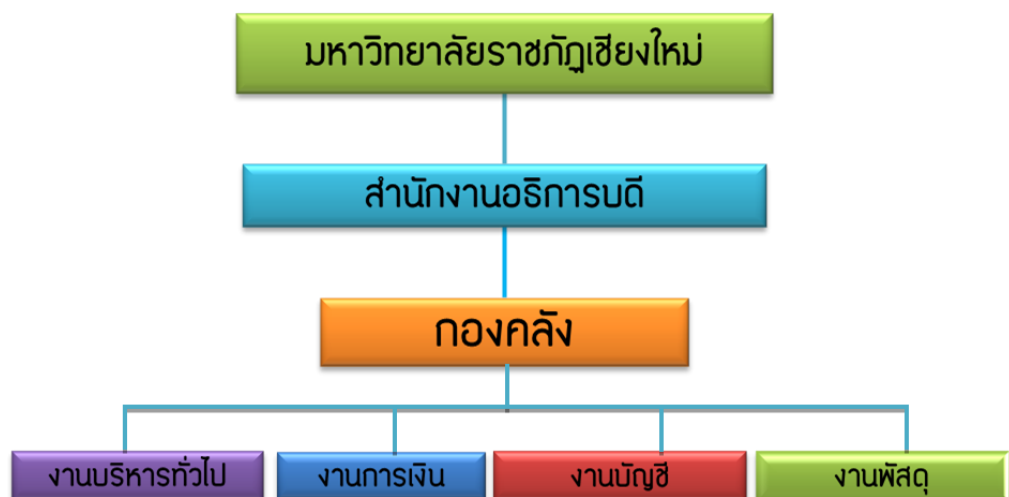 มหาวิทยาลัยราชภัฏเชียงใหม่
สำนักงานอธิการบดี
กองคลัง
งานบริหารทั่วไป
งานการเงิน
งานบัญชี
งานพัสดุ